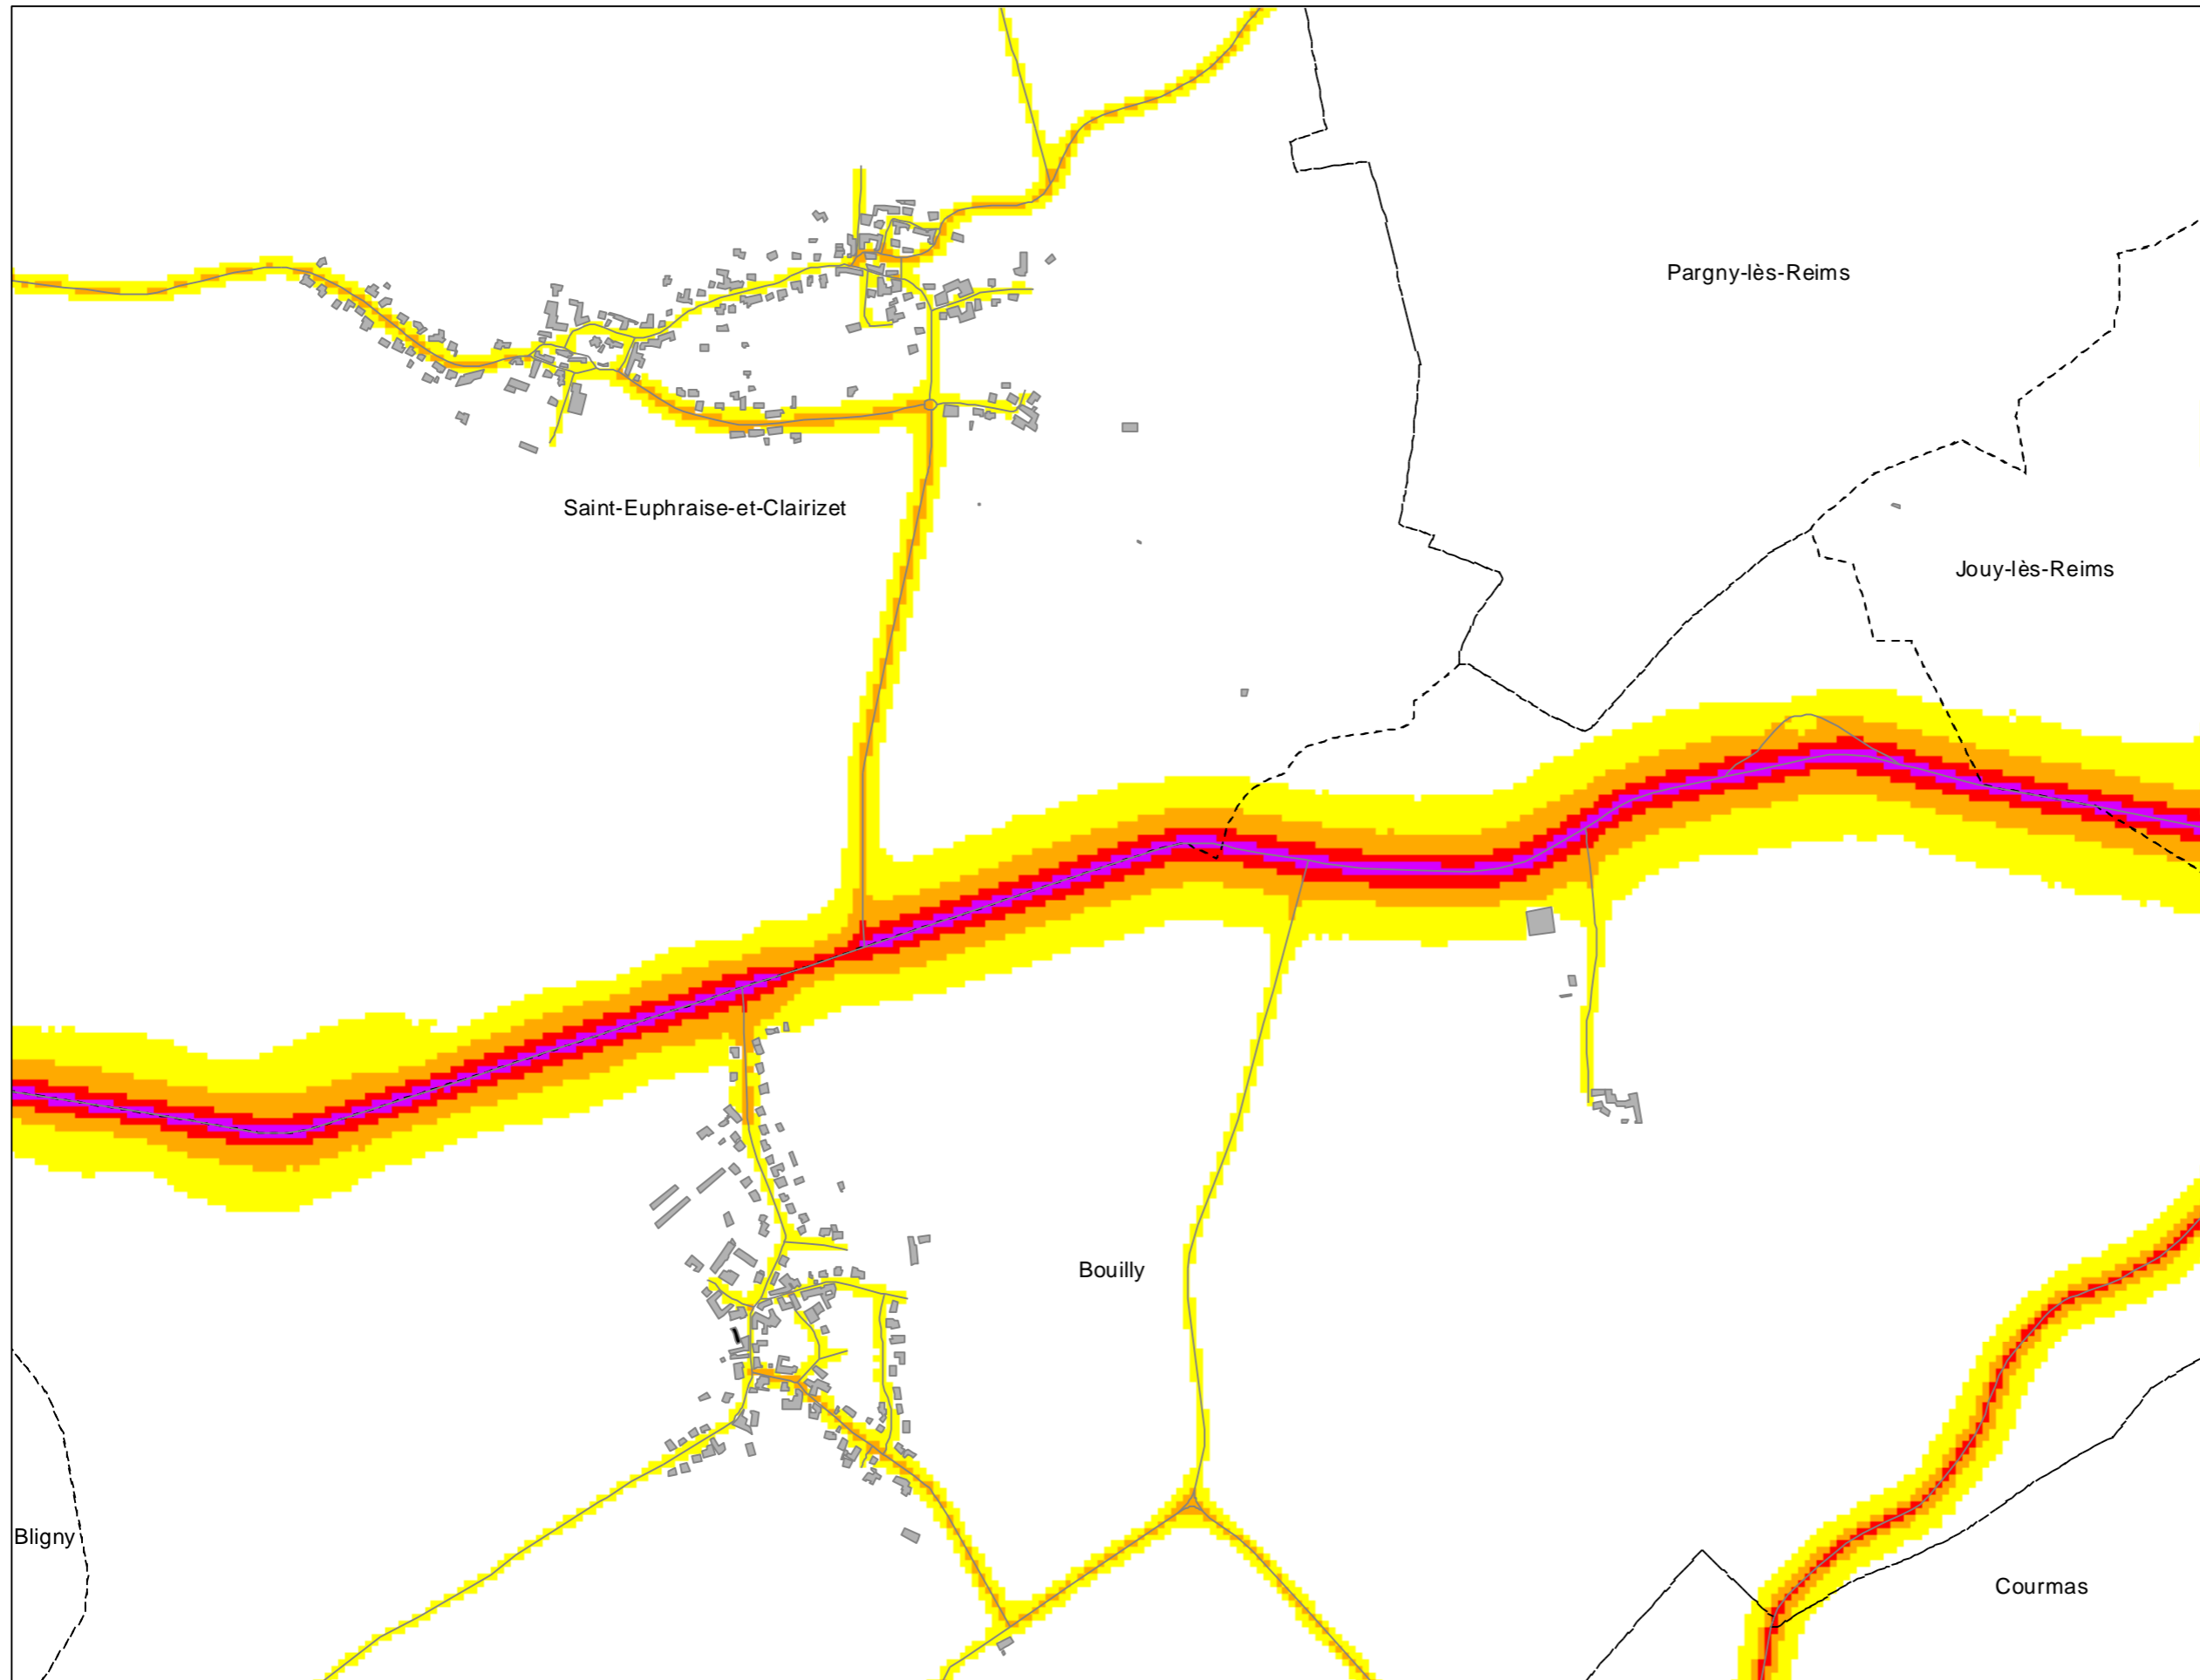 Pargny-lès-Reims
Saint-Euphraise-et-Clairizet
Jouy-lès-Reims
Bouilly
Bligny
Courmas